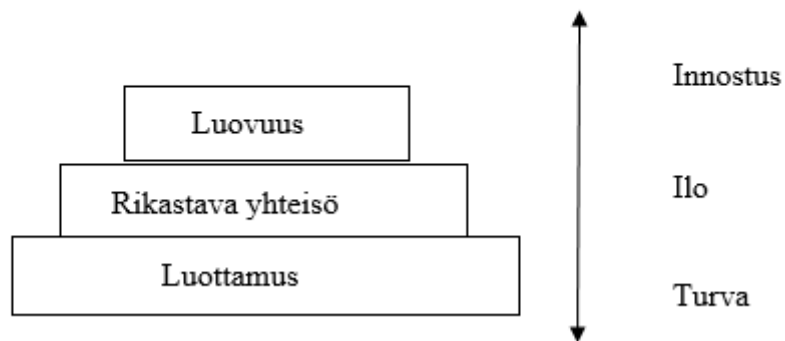 Innostus
Luovuus
Ilo
Rikastava yhteisö
Luottamus
Turva